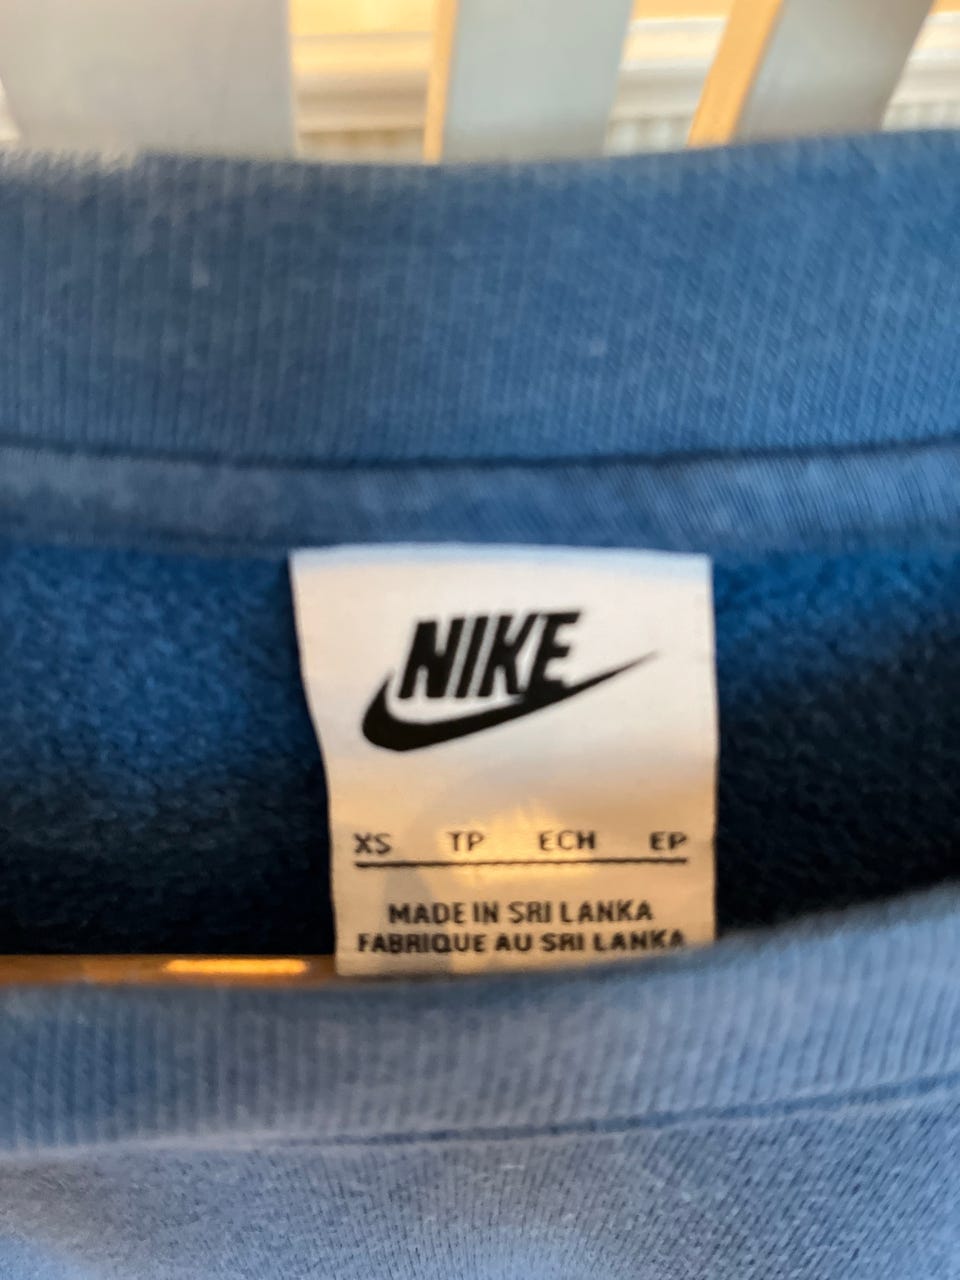 NIKE
XS TP ECH EP
MADE IN SRI LANKA
FABRIQUE AU SRI LANKA